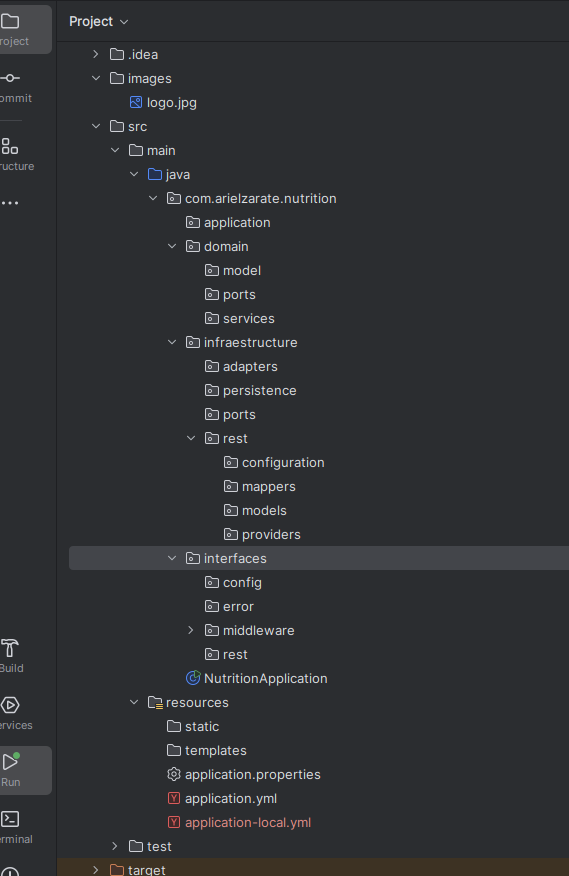 Project
roject
.idea
images
logo.jpg
ommit
src
main
ructure
java
com.arielzarate.nutrition
application
domain
model
ports
services
infraestructure
adapters
persistence
ports
rest
configuration
mappers
models
providers
interfaces
config
error
middleware
rest
Build
NutritionApplication
resources
ervices
static
templates
application.properties
Run
application.yml
application-local.yml
erminal
test
target